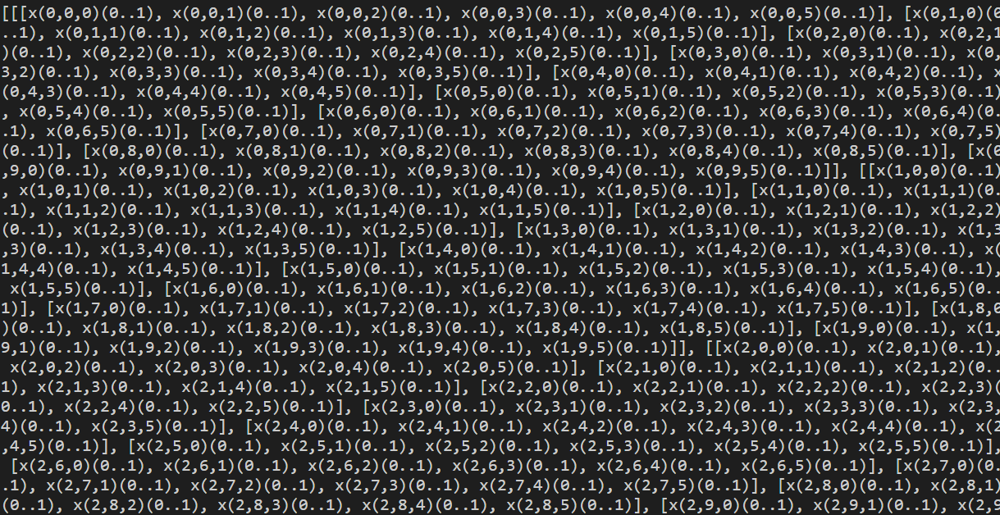 [[[x(0,0,0)(0..1), x(0,0,1)(0..1), x(0,0,2)(0..1), x(0,0,3)(0..1), x(0,0,4)(0..1), x(0,0,5)(0..1)], [x(0,1,0)(0
..1), x(0,1,1)(0..1), x(0,1,2)(0..1), x(0,1,3)(0..1), x(0,1,4)(0..1), x(0,1,5)(0..1)], [x(0,2,0)(0..1), x(0,2,1
)(0..1), x(0,2,2)(0..1), x(0,2,3)(0..1), x(0,2,4)(0..1), x(0,2,5)(0..1)], [x(0,3,0)(0..1), x(0,3,1)(0..1), x(0,
3,2)(0..1), x(0,3,3)(0..1), x(0,3,4)(0..1), x(0,3,5)(0..1)], [x(0,4,0)(0..1), x(0,4,1)(0..1), x(0,4,2)(0..1), x
(0,4,3)(0..1), x(0,4,4)(0..1), x(0,4,5)(0..1)], [x(0,5,0)(0..1), x(0,5,1)(0..1), x(0,5,2)(0..1), x(0,5,3)(0..1)
, x(0,5,4)(0..1), x(0,5,5)(0..1)], [x(0,6,0)(0..1), x(0,6,1)(0..1), x(0,6,2)(0..1), x(0,6,3)(0..1), x(0,6,4)(0.
.1), x(0,6,5)(0..1)], [x(0,7,0)(0..1), x(0,7,1)(0..1), x(0,7,2)(0..1), x(0,7,3)(0..1), x(0,7,4)(0..1), x(0,7,5)
(0..1)], [x(0,8,0)(0..1), x(0,8,1)(0..1), x(0,8,2)(0..1), x(0,8,3)(0..1), x(0,8,4)(0..1), x(0,8,5)(0..1)], [x(0
,9,0)(0..1), x(0,9,1)(0..1), x(0,9,2)(0..1), x(0,9,3)(0..1), x(0,9,4)(0..1), x(0,9,5)(0..1)]], [[x(1,0,0)(0..1)
, x(1,0,1)(0..1), x(1,0,2)(0..1), x(1,0,3)(0..1), x(1,0,4)(0..1), x(1,0,5)(0..1)], [x(1,1,0)(0..1), x(1,1,1)(0.
.1), x(1,1,2)(0..1), x(1,1,3)(0..1), x(1,1,4)(0..1), x(1,1,5)(0..1)], [x(1,2,0)(0..1), x(1,2,1)(0..1), x(1,2,2)
(0..1), x(1,2,3)(0..1), x(1,2,4)(0..1), x(1,2,5)(0..1)], [x(1,3,0)(0..1), x(1,3,1)(0..1), x(1,3,2)(0..1), x(1,3
,3)(0..1), x(1,3,4)(0..1), x(1,3,5)(0..1)], [x(1,4,0)(0..1), x(1,4,1)(0..1), x(1,4,2)(0..1), x(1,4,3)(0..1), x(
1,4,4)(0..1), x(1,4,5)(0..1)], [x(1,5,0)(0..1), x(1,5,1)(0..1), x(1,5,2)(0..1), x(1,5,3)(0..1), x(1,5,4)(0..1),
 x(1,5,5)(0..1)], [x(1,6,0)(0..1), x(1,6,1)(0..1), x(1,6,2)(0..1), x(1,6,3)(0..1), x(1,6,4)(0..1), x(1,6,5)(0..
1)], [x(1,7,0)(0..1), x(1,7,1)(0..1), x(1,7,2)(0..1), x(1,7,3)(0..1), x(1,7,4)(0..1), x(1,7,5)(0..1)], [x(1,8,0
)(0..1), x(1,8,1)(0..1), x(1,8,2)(0..1), x(1,8,3)(0..1), x(1,8,4)(0..1), x(1,8,5)(0..1)], [x(1,9,0)(0..1), x(1,
9,1)(0..1), x(1,9,2)(0..1), x(1,9,3)(0..1), x(1,9,4)(0..1), x(1,9,5)(0..1)]], [[x(2,0,0)(0..1), x(2,0,1)(0..1),
 x(2,0,2)(0..1), x(2,0,3)(0..1), x(2,0,4)(0..1), x(2,0,5)(0..1)], [x(2,1,0)(0..1), x(2,1,1)(0..1), x(2,1,2)(0..
1), x(2,1,3)(0..1), x(2,1,4)(0..1), x(2,1,5)(0..1)], [x(2,2,0)(0..1), x(2,2,1)(0..1), x(2,2,2)(0..1), x(2,2,3)(
0..1), x(2,2,4)(0..1), x(2,2,5)(0..1)], [x(2,3,0)(0..1), x(2,3,1)(0..1), x(2,3,2)(0..1), x(2,3,3)(0..1), x(2,3,
4)(0..1), x(2,3,5)(0..1)], [x(2,4,0)(0..1), x(2,4,1)(0..1), x(2,4,2)(0..1), x(2,4,3)(0..1), x(2,4,4)(0..1), x(2
,4,5)(0..1)], [x(2,5,0)(0..1), x(2,5,1)(0..1), x(2,5,2)(0..1), x(2,5,3)(0..1), x(2,5,4)(0..1), x(2,5,5)(0..1)],
 [x(2,6,0)(0..1), x(2,6,1)(0..1), x(2,6,2)(0..1), x(2,6,3)(0..1), x(2,6,4)(0..1), x(2,6,5)(0..1)], [x(2,7,0)(0.
.1), x(2,7,1)(0..1), x(2,7,2)(0..1), x(2,7,3)(0..1), x(2,7,4)(0..1), x(2,7,5)(0..1)], [x(2,8,0)(0..1), x(2,8,1)
(0..1), x(2,8,2)(0..1), x(2,8,3)(0..1), x(2,8,4)(0..1), x(2,8,5)(0..1)], [x(2,9,0)(0..1), x(2,9,1)(0..1), x(2,9